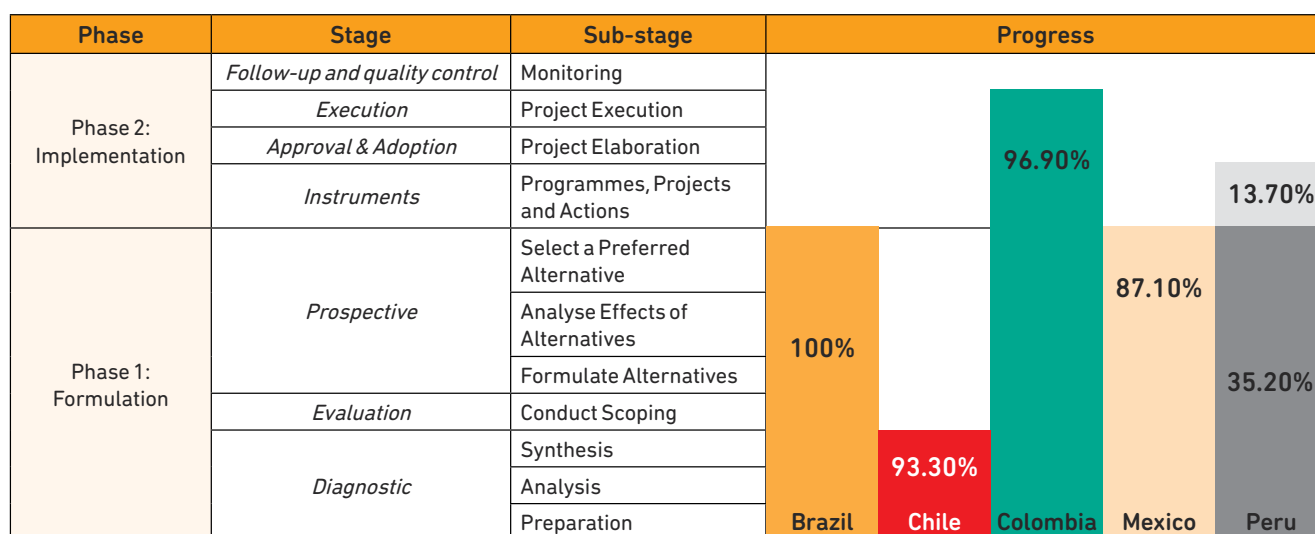 Phase Stage Sub-stage Progress
Follow-up and quality control Monitoring
Execution Project Execution
Phase 2:
Implementation
Approval & Adoption Project Elaboration
96.90%
Instruments Programmes, Projects
and Actions
13.70%
Select a Preferred
Alternative
87.10%
Prospective Analyse Effects of
Alternatives
100%
Formulate Alternatives
35.20%
Phase 1:
Formulation
Evaluation Conduct Scoping
Synthesis
93.30%
Diagnostic Analysis
Preparation Brazil Chile Colombia Mexico Peru